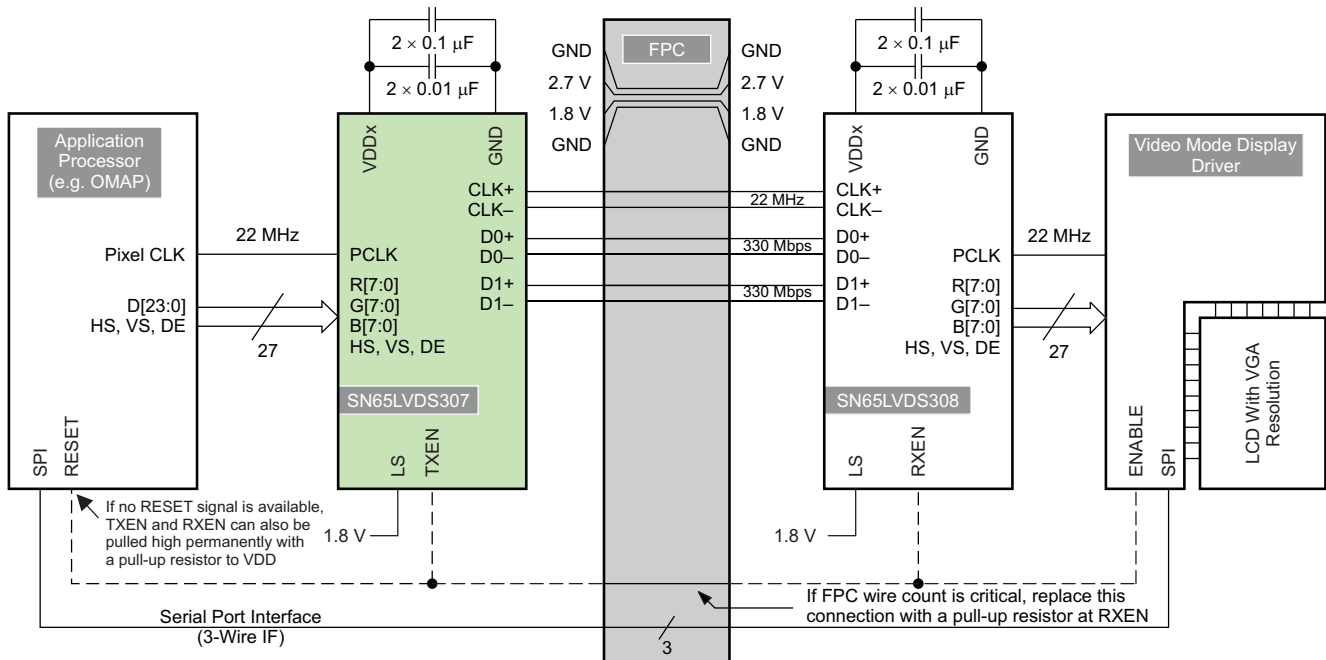 2 × 0.1 μF
2 × 0.01 μF
FPC
GND
2.7 V
1.8 V
GND
GND
2.7 V
1.8 V
GND
2 × 0.1 μF
2 × 0.01 μF
Application
Processor
(e.g. OMAP)
Pixel CLK
D[23:0]
HS, VS, DE
SPI
RESET
22 MHz
27
VDDx
GND
CLK+
CLK–
D0+
D0–
D1+
D1–
PCLK
R[7:0]
G[7:0]
B[7:0]
HS, VS, DE
SN65LVDS307
LS
TXEN
1.8 V
22 MHz
330 Mbps
330 Mbps
VDDx
GND
CLK+
CLK–
D0+
D0–
D1+
D1–
PCLK
R[7:0]
G[7:0]
B[7:0]
HS, VS, DE
SN65LVDS308
LS
RXEN
1.8 V
22 MHz
27
Video Mode Display
Driver
ENABLE
SPI
LCD With VGA
Resolution
If no RESET signal is available,
TXEN and RXEN can also be
pulled high permanently with
a pull-up resistor to VDD
If FPC wire count is critical, replace this
connection with a pull-up resistor at RXEN
Serial Port Interface
(3-Wire IF)
3